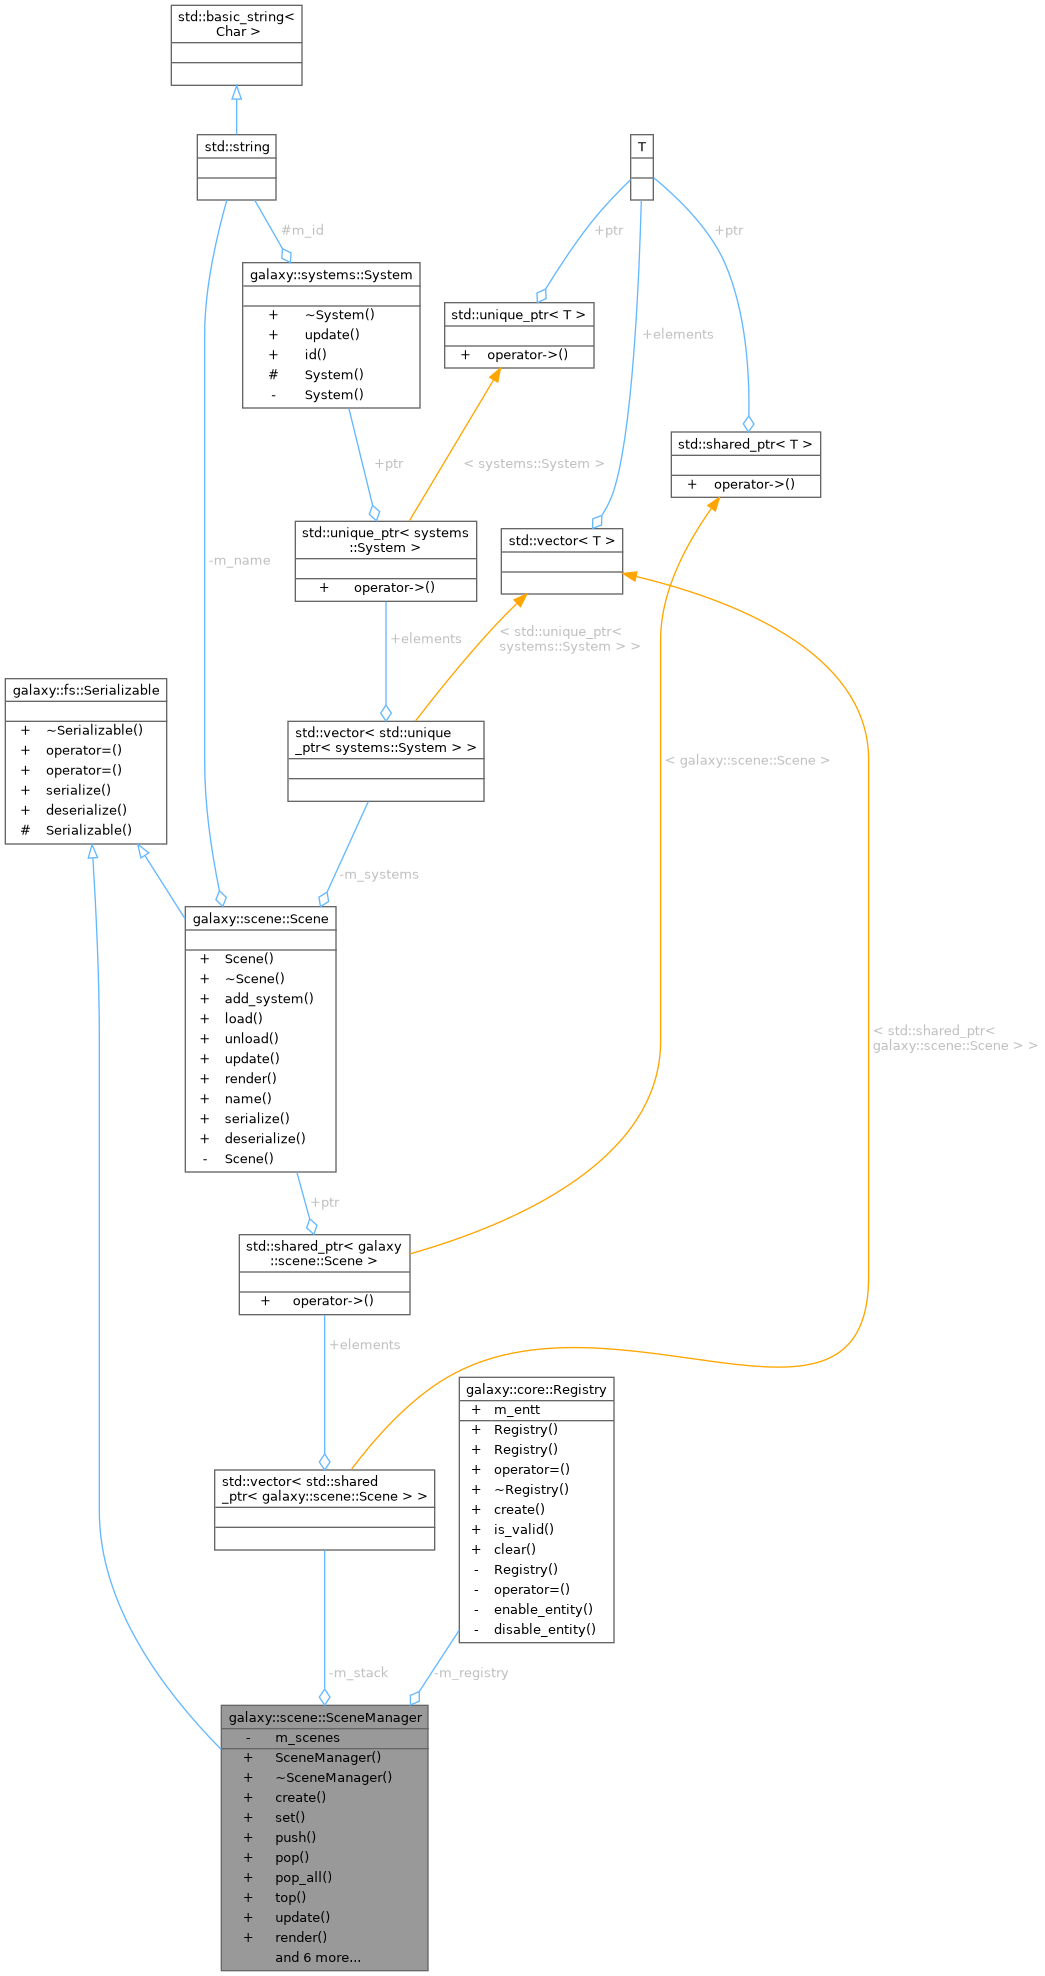 std::basic_string<
Char >
std::string
T
#m_id
+ptr
+ptr
galaxy::systems::System
+ ~System()
+ update()
+ id()
# System()
- System()
std::unique_ptr< T >
+ operator->()
+elements
std::shared_ptr< T >
+ operator->()
+ptr
< systems::System >
std::unique_ptr< systems
::System >
+ operator->()
std::vector< T >
-m_name
+elements
< std::unique_ptr<
systems::System > >
galaxy::fs::Serializable
+ ~Serializable()
+ operator=()
+ operator=()
+ serialize()
+ deserialize()
# Serializable()
std::vector< std::unique
_ptr< systems::System > >
< galaxy::scene::Scene >
-m_systems
galaxy::scene::Scene
+ Scene()
+ ~Scene()
+ add_system()
+ load()
+ unload()
+ update()
+ render()
+ name()
+ serialize()
+ deserialize()
- Scene()
< std::shared_ptr<
galaxy::scene::Scene > >
+ptr
std::shared_ptr< galaxy
::scene::Scene >
+ operator->()
+elements
galaxy::core::Registry
+ m_entt
+ Registry()
+ Registry()
+ operator=()
+ ~Registry()
+ create()
+ is_valid()
+ clear()
- Registry()
- operator=()
- enable_entity()
- disable_entity()
std::vector< std::shared
_ptr< galaxy::scene::Scene > >
-m_stack
-m_registry
galaxy::scene::SceneManager
- m_scenes
+ SceneManager()
+ ~SceneManager()
+ create()
+ set()
+ push()
+ pop()
+ pop_all()
+ top()
+ update()
+ render()
and 6 more...